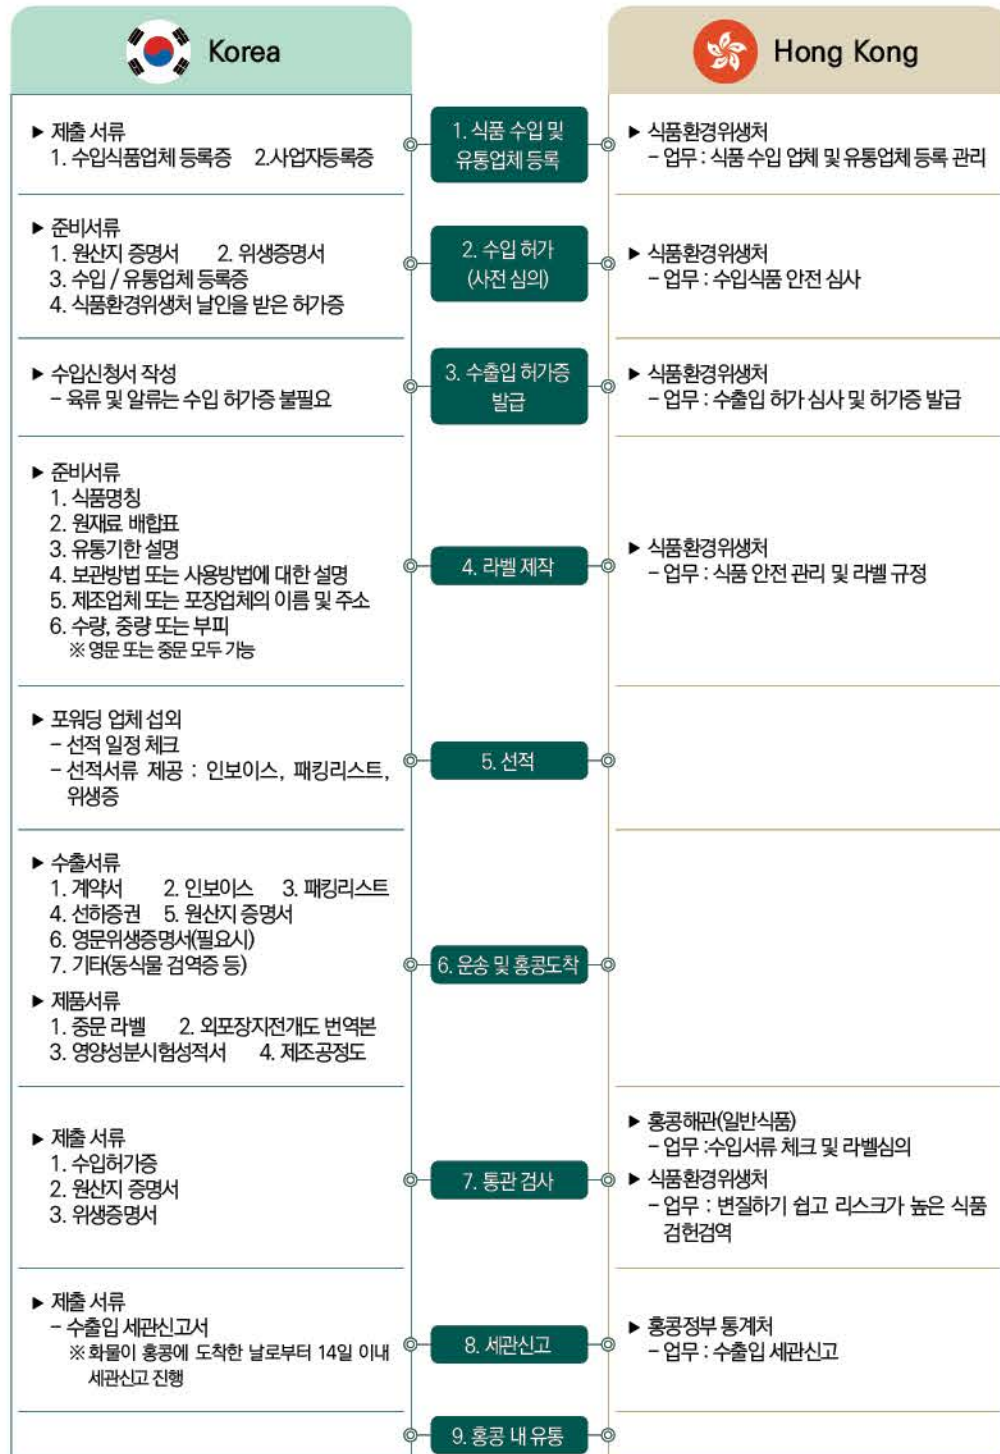 Korea
Hong Kong
▶ 제출 서류
1. 수입식품업체 등록증 2.사업자등록증
1. 식품 수입 및
유통업체 등록
▶ 식품환경위생처
– 업무 : 식품 수입 업체 및 유통업체 등록 관리
▶ 준비서류
1. 원산지 증명서 2. 위생증명서
3. 수입 / 유통업체 등록증
4. 식품환경위생처 날인을 받은 허가증
2. 수입 허가
(사전 심의)
▶ 식품환경위생처
– 업무 : 수입식품 안전 심사
▶ 수입신청서 작성
– 육류 및 알류는 수입 허가증 불필요
3. 수출입 허가증
발급
▶ 식품환경위생처
– 업무 : 수출입 허가 심사 및 허가증 발급
▶ 준비서류
1. 식품명칭
2. 원재료 배합표
3. 유통기한 설명
4. 보관방법 또는 사용방법에 대한 설명
5. 제조업체 또는 포장업체의 이름 및 주소
6. 수량, 중량 또는 부피
※ 영문 또는 중문 모두 가능
4. 라벨 제작
▶ 식품환경위생처
– 업무 : 식품 안전 관리 및 라벨 규정
▶ 포워딩 업체 섭외
– 선적 일정 체크
– 선적서류 제공 : 인보이스, 패킹리스트,
위생증
5. 선적
▶ 수출서류
1. 계약서 2. 인보이스 3. 패킹리스트
4. 선하증권 5. 원산지 증명서
6. 영문위생증명서(필요시)
7. 기타(동식물 검역증 등)
▶ 제품서류
1. 중문 라벨 2. 외포장지전개도 번역본
3. 영양성분시험성적서 4. 제조공정도
6. 운송 및 홍콩도착
▶ 제출 서류
1. 수입허가증
2. 원산지 증명서
3. 위생증명서
7. 통관 검사
▶ 홍콩해관(일반식품)
– 업무 :수입서류 체크 및 라벨심의
▶ 식품환경위생처
– 업무 : 변질하기 쉽고 리스크가 높은 식품
검헌검역
▶ 제출 서류
– 수출입 세관신고서
※ 화물이 홍콩에 도착한 날로부터 14일 이내
세관신고 진행
8. 세관신고
▶ 홍콩정부 통계처
– 업무 : 수출입 세관신고
9. 홍콩 내 유통